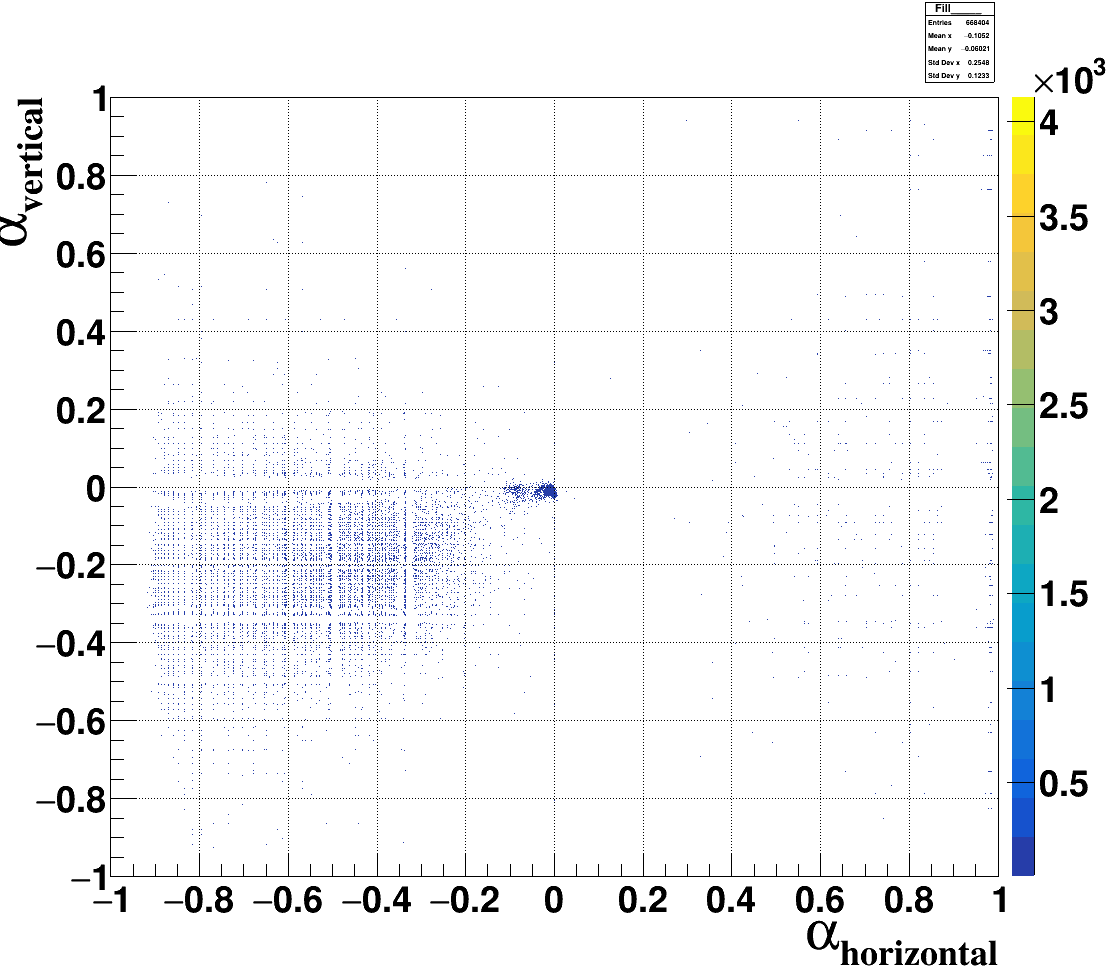 Fill_____
Entries 668404
Mean x −0.1052
Mean y −0.06021
Std Dev x 0.2548
Std Dev y 0.1233
×10³
α vertical
1
0.8
0.6
0.4
0.2
0
−0.2
−0.4
−0.6
−0.8
−1
−1 −0.8 −0.6 −0.4 −0.2 0 0.2 0.4 0.6 0.8 1
α horizontal
4
3.5
3
2.5
2
1.5
1
0.5